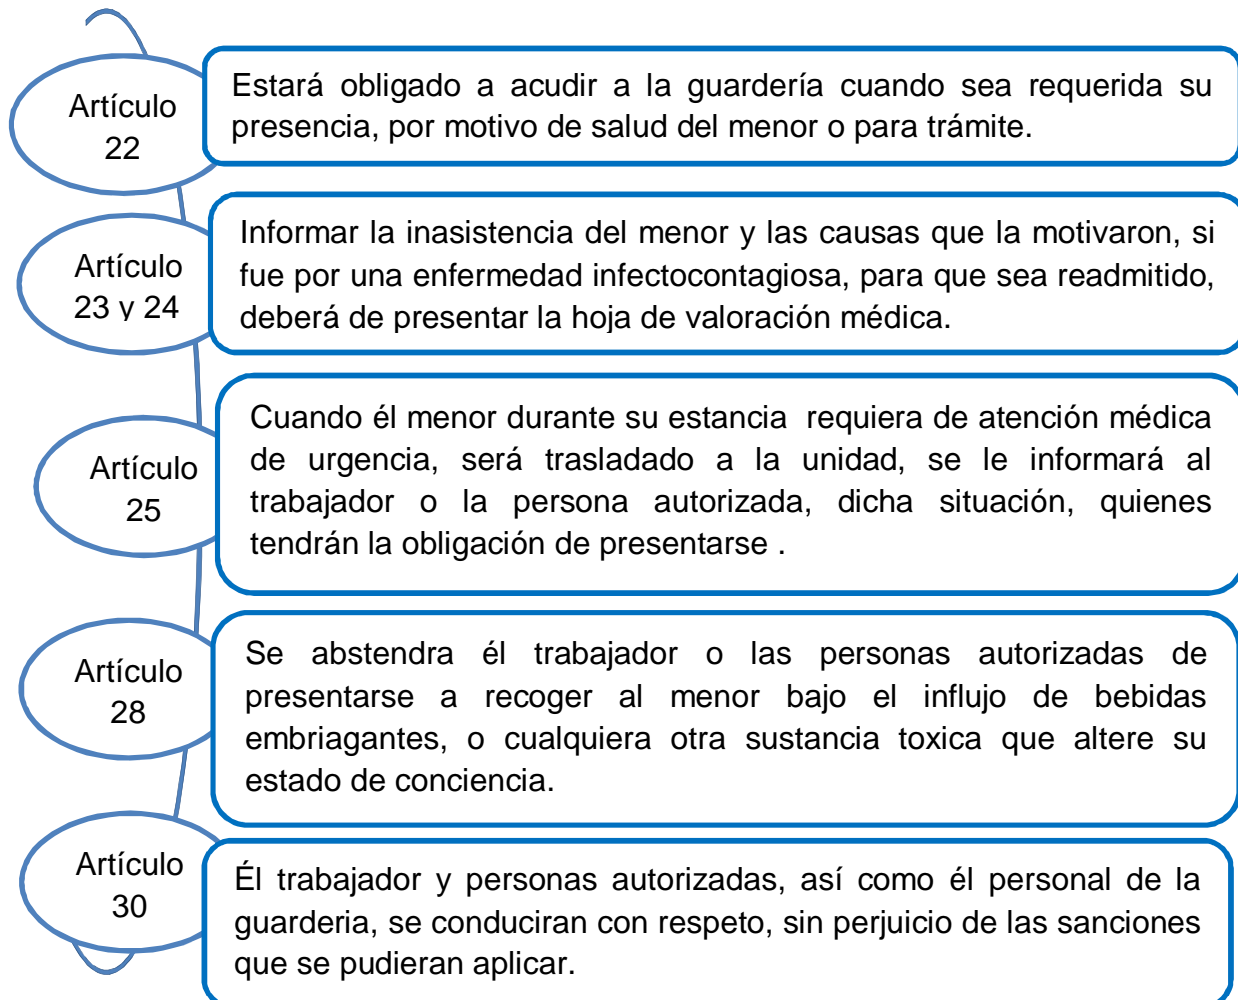 Artículo
22
Estará obligado a acudir a la guardería cuando sea requerida su
presencia, por motivo de salud del menor o para trámite.
Artículo
23 y 24
Informar la inasistencia del menor y las causas que la motivaron, si
fue por una enfermedad infectocontagiosa, para que sea readmitido,
deberá de presentar la hoja de valoración médica.
Artículo
25
Cuando él menor durante su estancia  requiera de atención médica
de urgencia, será trasladado a la unidad, se le informará al
trabajador o la persona autorizada, dicha situación, quienes
tendrán la obligación de presentarse .
Artículo
28
Se abstendra él trabajador o las personas autorizadas de
presentarse a recoger al menor bajo el influjo de bebidas
embriagantes, o cualquiera otra sustancia toxica que altere su
estado de conciencia.
Artículo
30
Él trabajador y personas autorizadas, así como él personal de la
guarderia, se conduciran con respeto, sin perjuicio de las sanciones
que se pudieran aplicar.